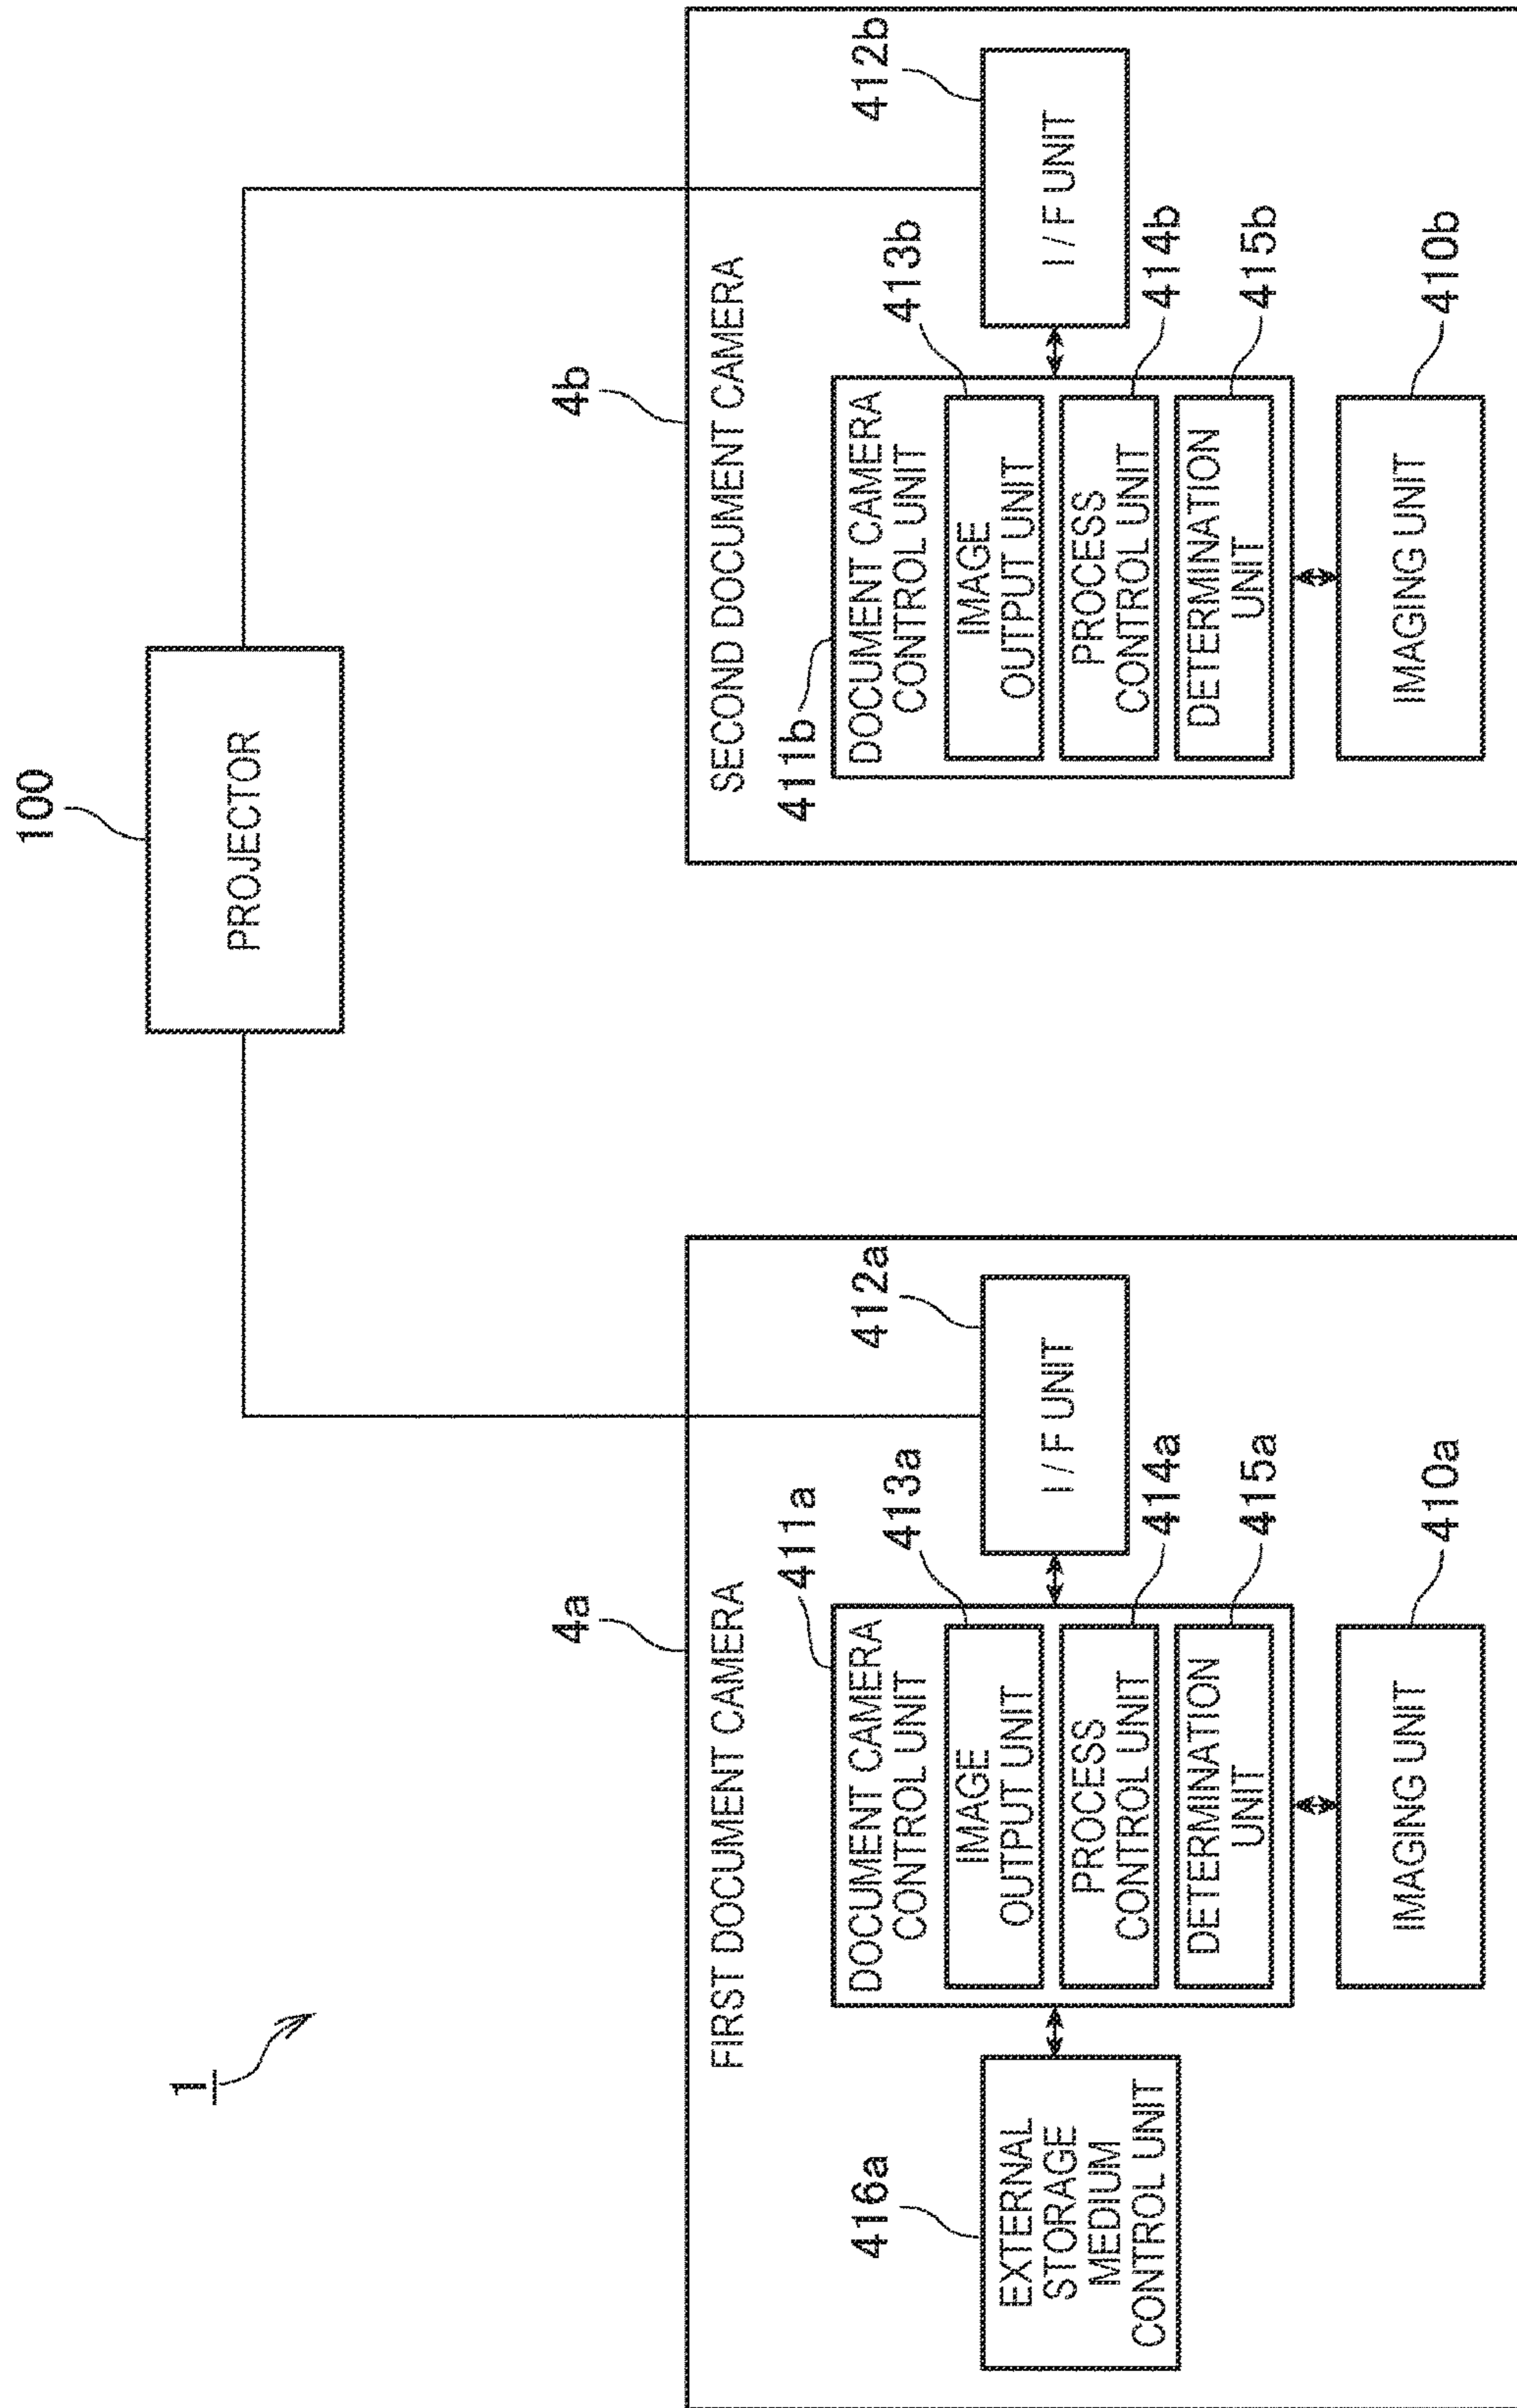 1
100
PROJECTOR
4a
FIRST DOCUMENT CAMERA
416a
EXTERNAL
STORAGE
MEDIUM
CONTROL UNIT
411a
DOCUMENT CAMERA
CONTROL UNIT
413a
IMAGE
OUTPUT UNIT
414a
PROCESS
CONTROL UNIT
415a
DETERMINATION
UNIT
412a
I/F UNIT
410a
IMAGING UNIT
4b
SECOND DOCUMENT CAMERA
411b
DOCUMENT CAMERA
CONTROL UNIT
413b
IMAGE
OUTPUT UNIT
414b
PROCESS
CONTROL UNIT
415b
DETERMINATION
UNIT
412b
I/F UNIT
410b
IMAGING UNIT